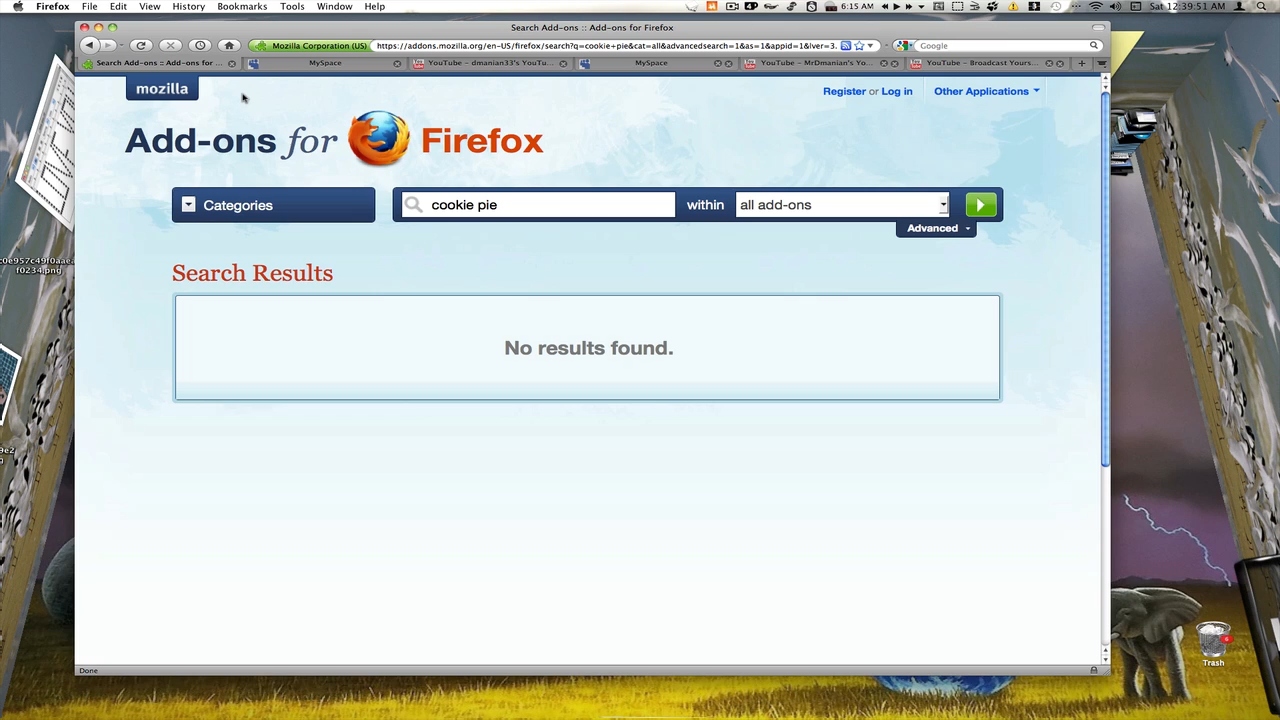 Firefox File Edit View History Bookmarks Tools Window Help 6:15 AM Sat 12:39:51 AM
Search Add-ons :: Add-ons for Firefox
Mozilla Corporation (US) https://addons.mozilla.org/en-US/firefox/search?q=cookie+pie&cat=all&advancedsearch=1&as=1&appid=1&lver=3. Google
Search Add-ons :: Add-ons for ... MySpace YouTube - dmanian33's YouTu... MySpace YouTube - MrDmanian's Yo... YouTube - Broadcast Yours...
mozilla
Register or Log in Other Applications
Add-ons for Firefox
Categories cookie pie within all add-ons
Advanced
c0e957c49f0aaea
f0234.png
Search Results
No results found.
Trash
Done